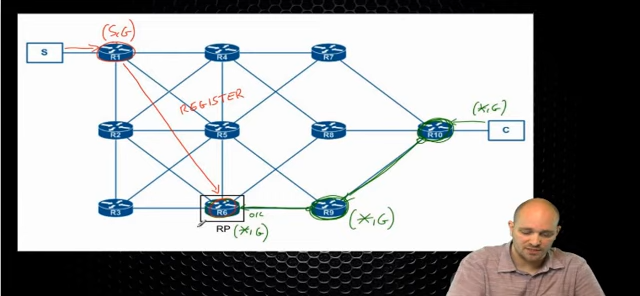 (S,G)
S
R1
R4
R7
REGISTER
(*,G)
R2
R5
R8
R10
C
R3
R6
OIL
R9
(*,G)
RP
(*,G)